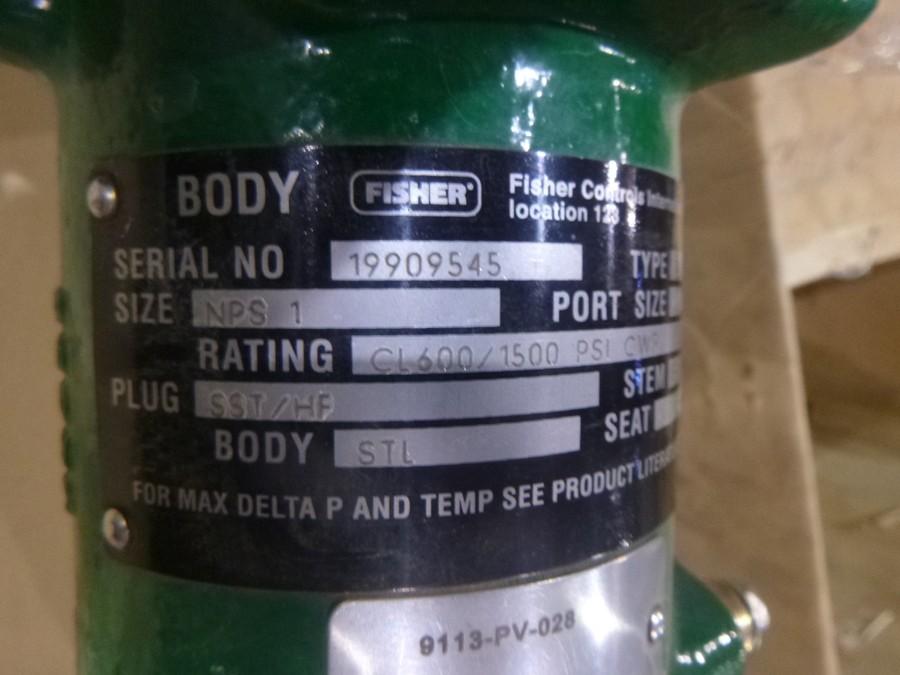 BODY FISHER® Fisher Controls
location 123
SERIAL NO 19909545 TYPE
SIZE NPS 1 PORT SIZE
RATING CL600/1500 PSI CWP
PLUG SST/HF STEM
BODY STL SEAT
FOR MAX DELTA P AND TEMP SEE PRODUCT
9113-PV-028